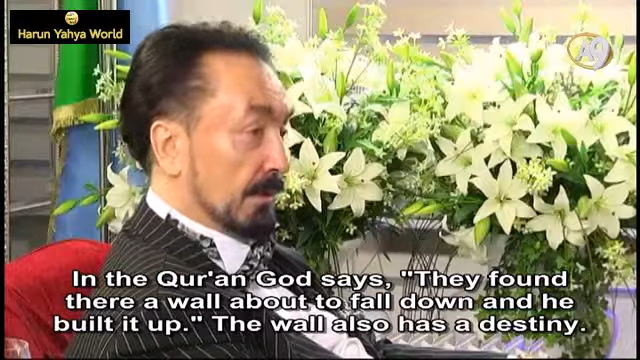 Harun Yahya World
A9
In the Qur'an God says, "They found
there a wall about to fall down and he
built it up." The wall also has a destiny.